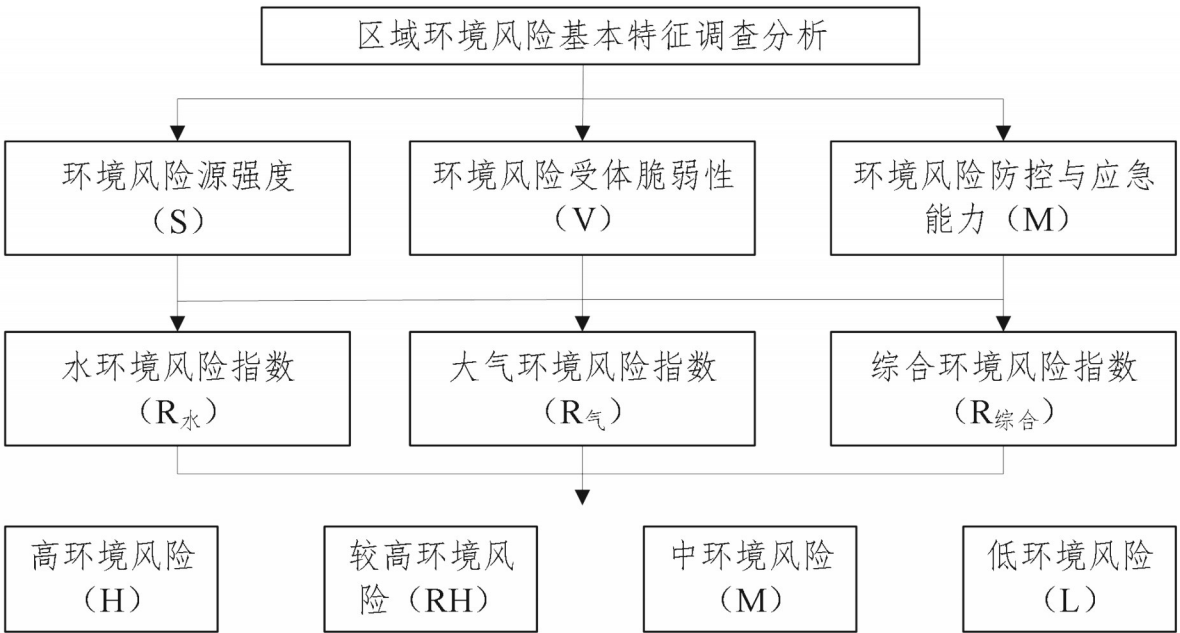 区域环境风险基本特征调查分析
环境风险源强度
（S）
环境风险受体脆弱性
（V）
环境风险防控与应急
能力（M）
水环境风险指数
（R水）
大气环境风险指数
（R气）
综合环境风险指数
（R综合）
高环境风险
（H）
较高环境风
险（RH）
中环境风险
（M）
低环境风险
（L）